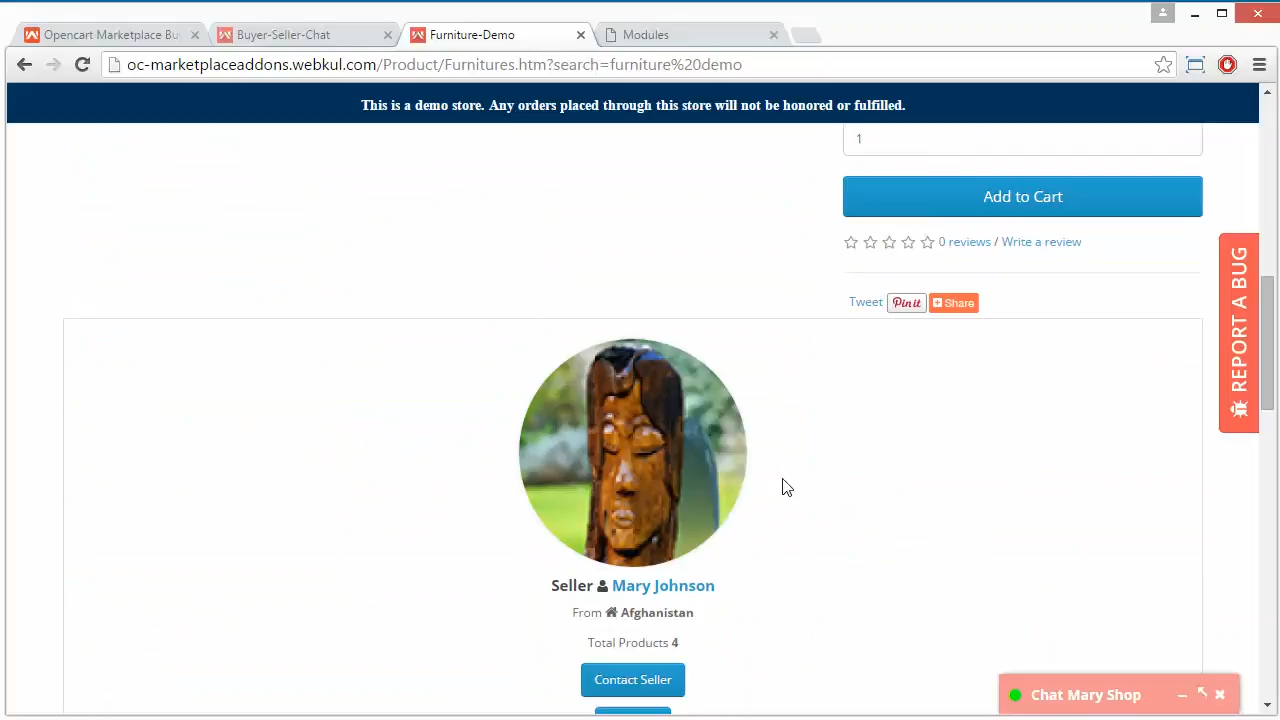 Opencart Marketplace Bu
Buyer-Seller-Chat
Furniture-Demo
Modules
oc-marketplaceaddons.webkul.com/Product/Furnitures.htm?search=furniture%20demo
This is a demo store. Any orders placed through this store will not be honored or fulfilled.
1
Add to Cart
0 reviews / Write a review
Tweet Pin it Share
REPORT A BUG
Seller Mary Johnson
From Afghanistan
Total Products 4
Contact Seller
Chat Mary Shop